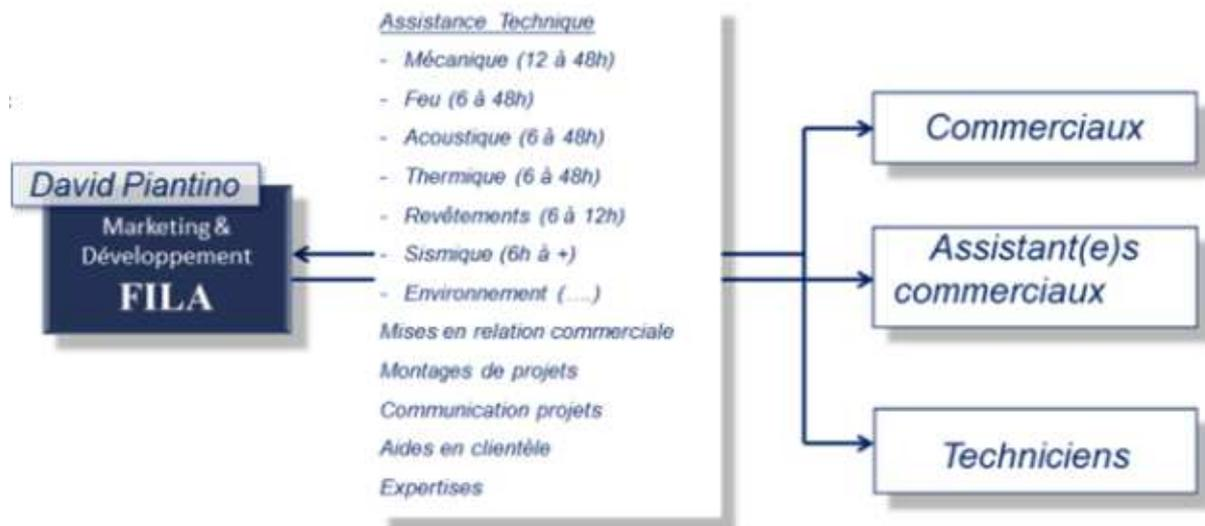 David Piantino
Marketing &
Développement
FILA
Assistance Technique
- Mécanique (12 à 48h)
- Feu (6 à 48h)
- Acoustique (6 à 48h)
- Thermique (6 à 48h)
- Revêtements (6 à 12h)
- Sismique (6h à +)
- Environnement (....)
Mises en relation commerciale
Montages de projets
Communication projets
Aides en clientèle
Expertises
Commerciaux
Assistant(e)s
commerciaux
Techniciens